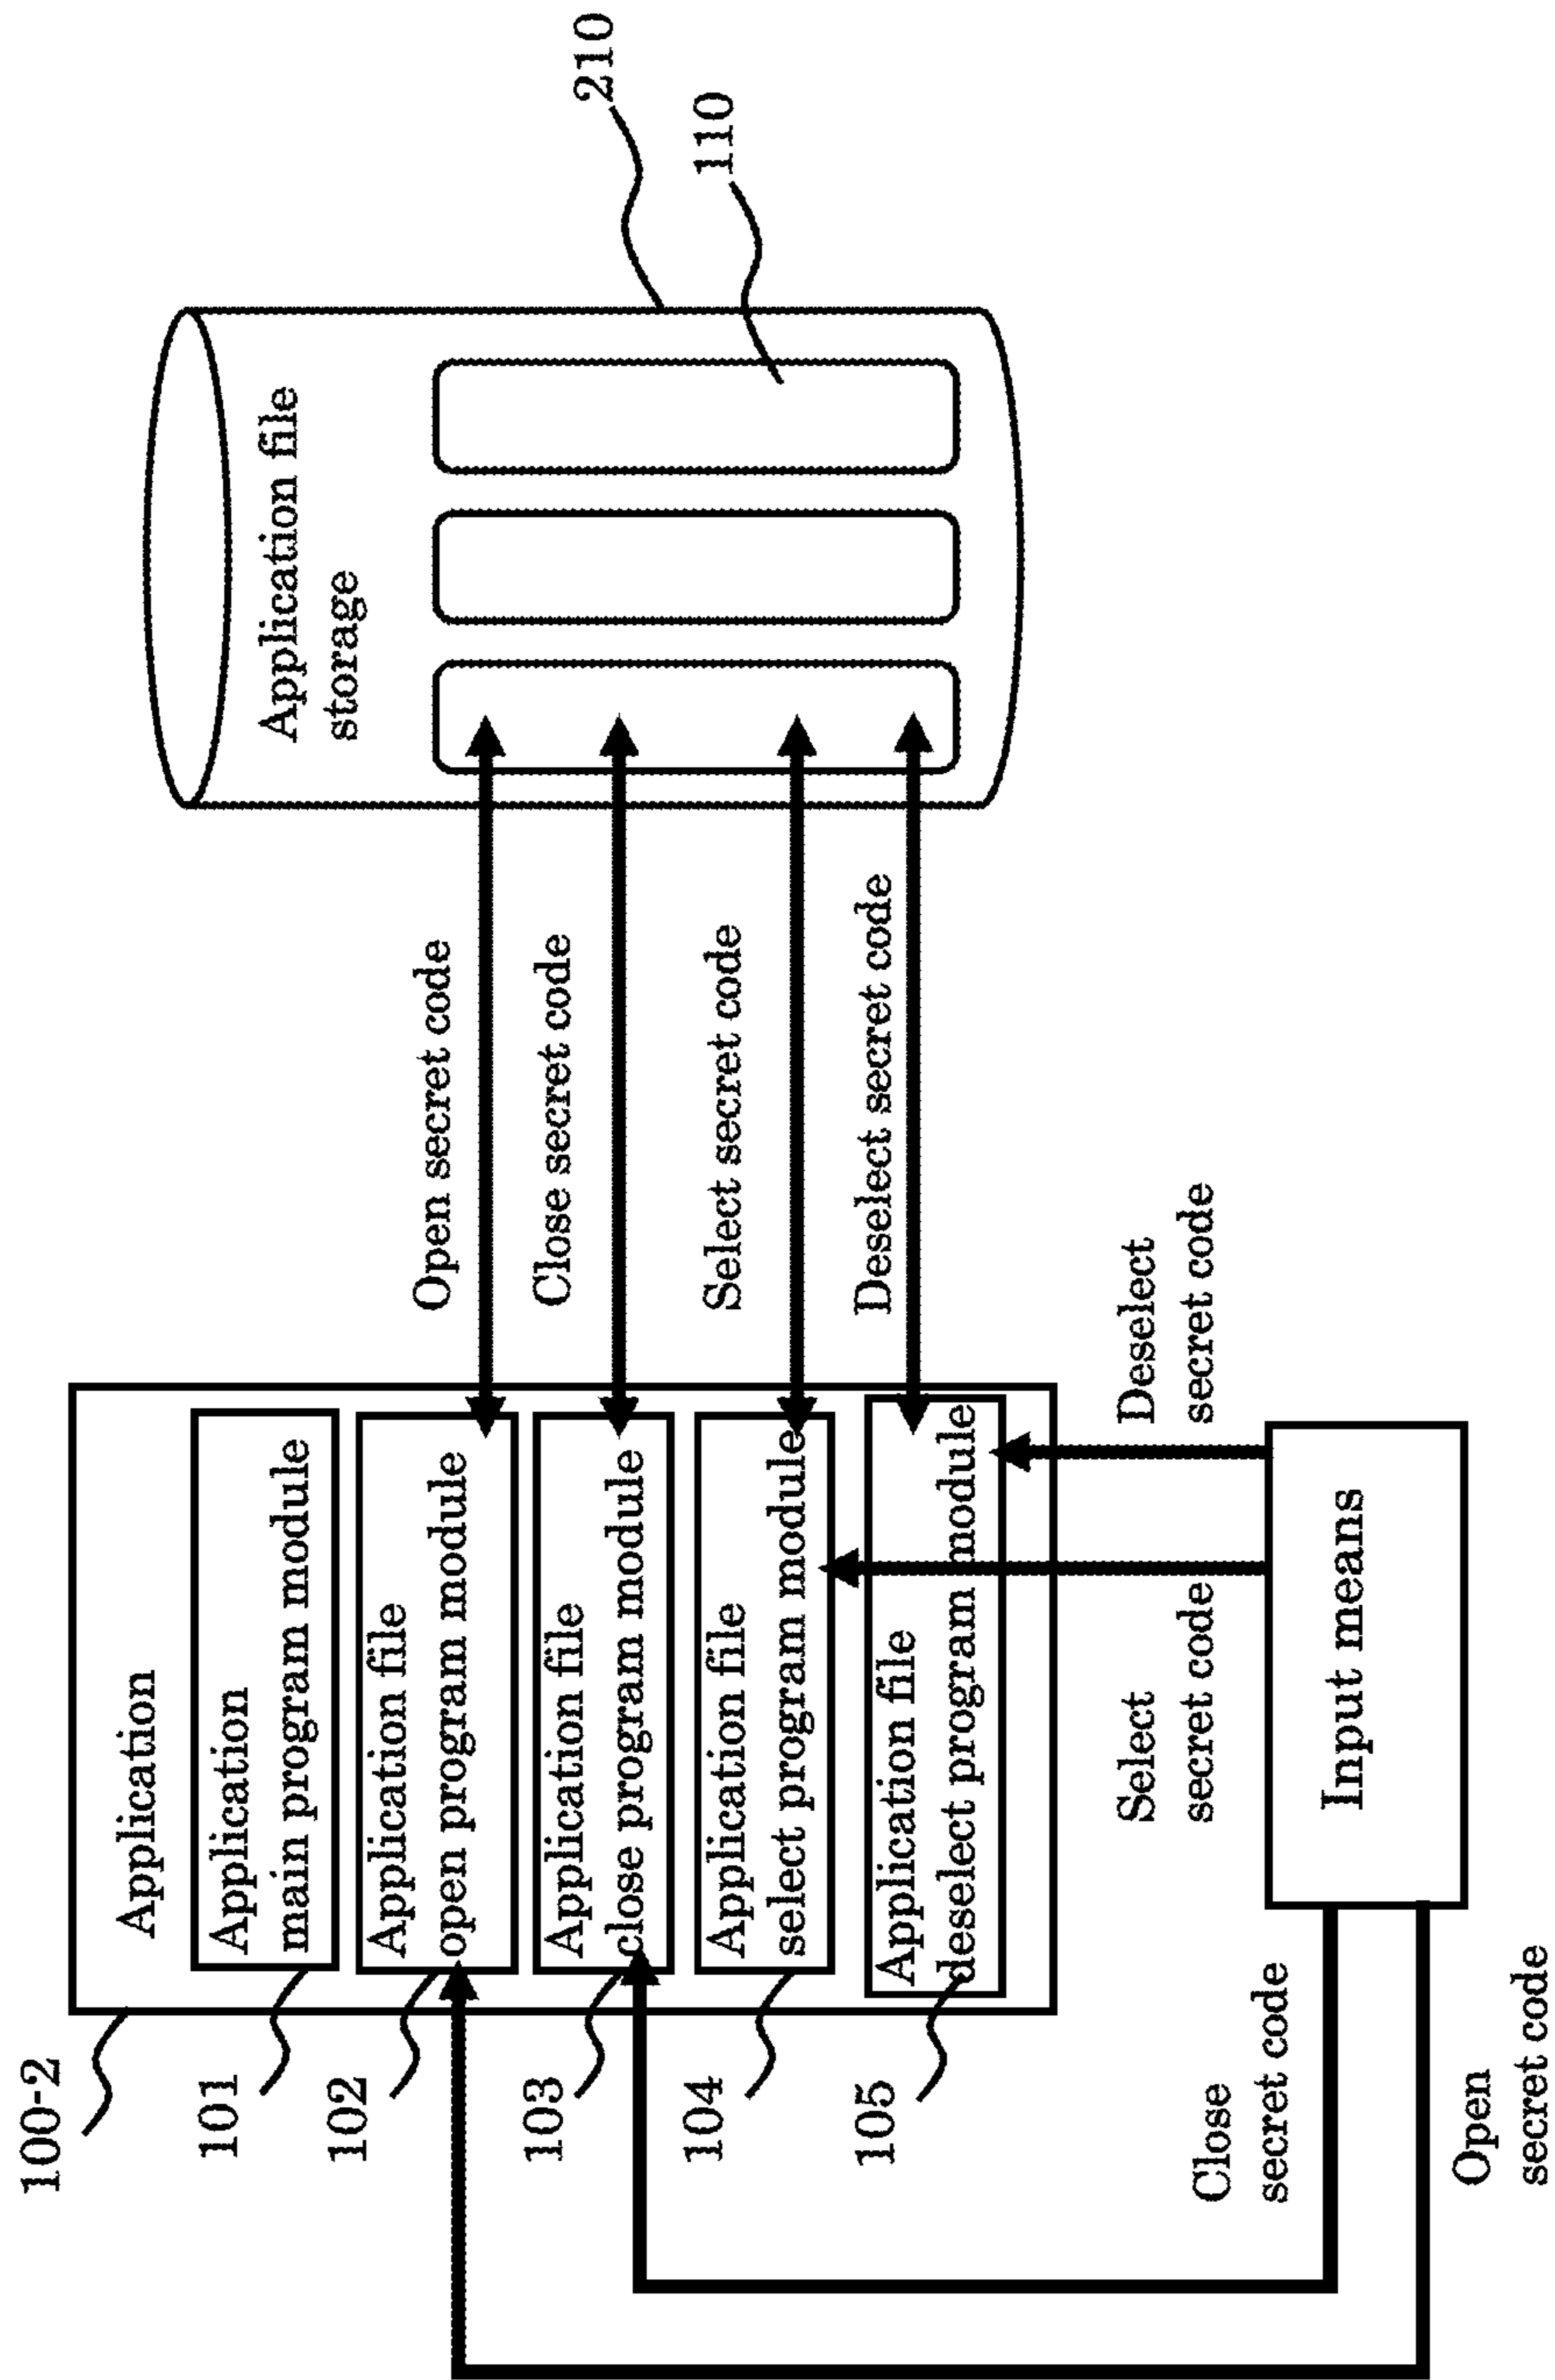 100-2
Application
101
Application
main program module
102
Application file
open program module
103
Application file
close program module
104
Application file
select program module
105
Application file
deselect program module
Open secret code
Close secret code
Select secret code
Deselect secret code
Application file
storage
210
110
Close
secret code
Open
secret code
Select
secret code
Deselect
secret code
Input means